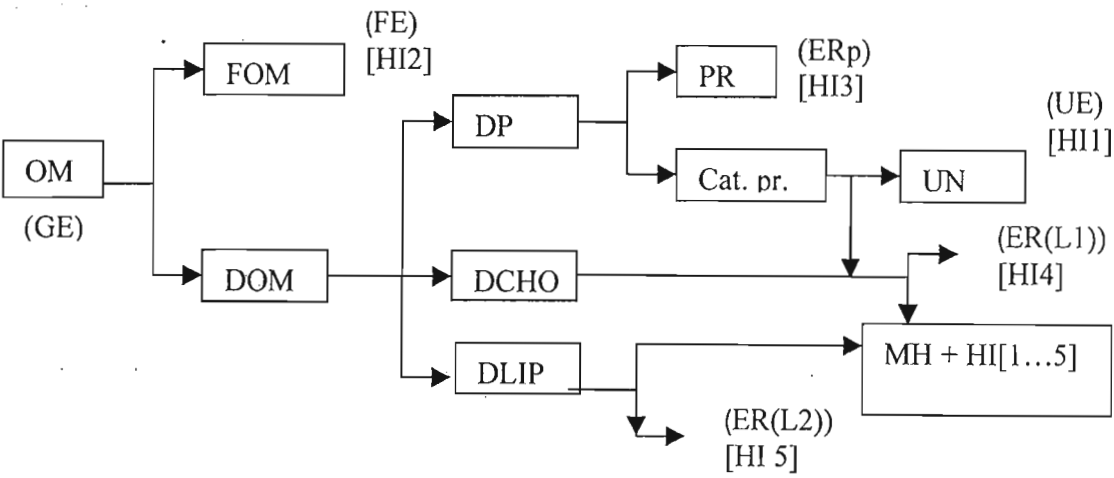 (FE)
[HI2]
FOM
(ERp)
[HI3]
PR
(UE)
[HI1]
DP
OM
(GE)
Cat. pr.
UN
(ER(L1))
[HI4]
DOM
DCHO
MH + HI[1...5]
DLIP
(ER(L2))
[HI 5]